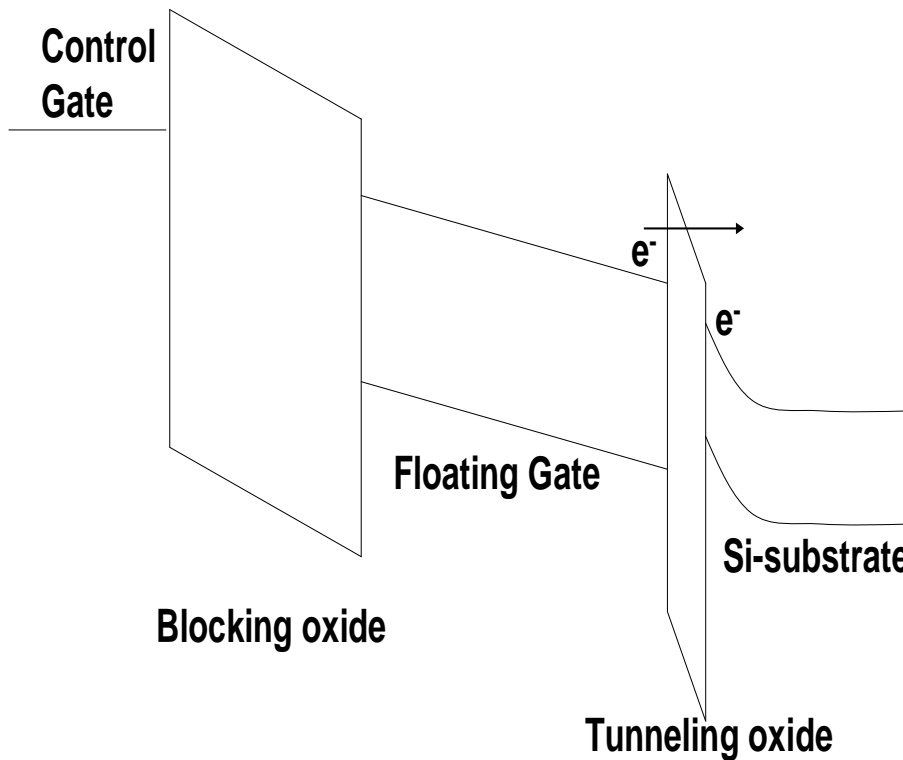 Control
Gate
e-
e-
Floating Gate
Si-substrate
Blocking oxide
Tunneling oxide